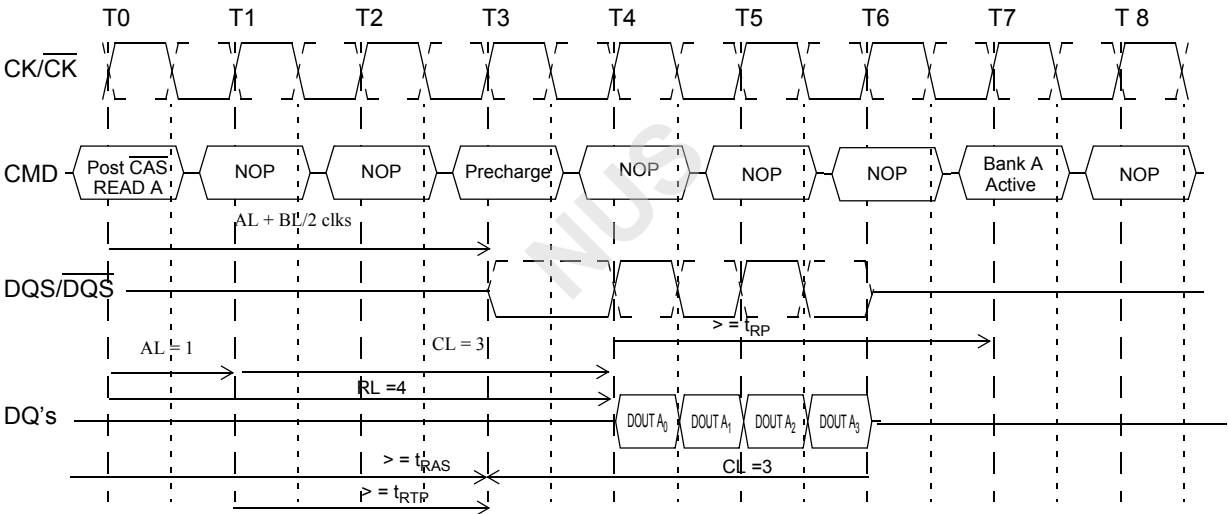 T0 T1 T2 T3 T4 T5 T6 T7 T 8
CK/CK
CMD
Post CAS
READ A
NOP
NOP
Precharge
NOP
NOP
NOP
Bank A
Active
NOP
AL + BL/2 clks
DQS/DQS
> = tRP
AL = 1
CL = 3
RL =4
DQ's
DOUT A0
DOUT A1
DOUT A2
DOUT A3
> = tRAS
CL =3
> = tRTP
NUS